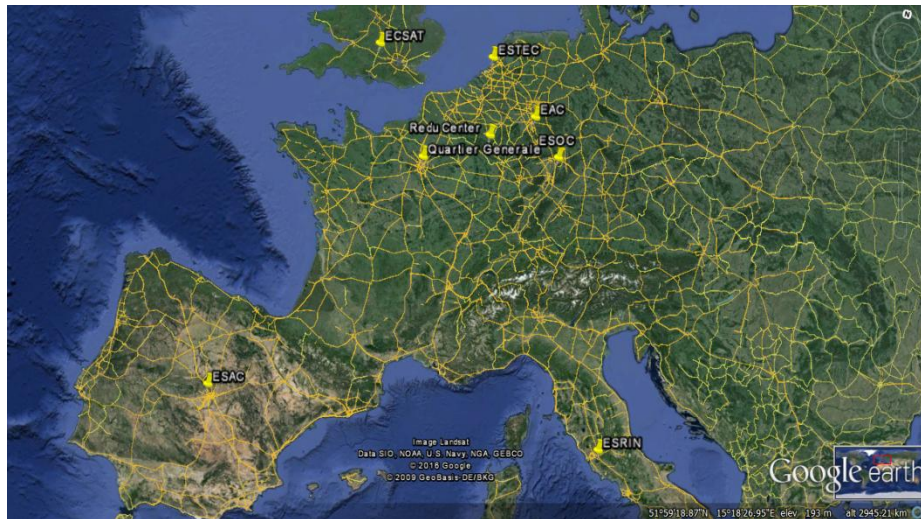 ECSAT
ESTEC
EAC
Redu Center
ESOC
Quartier Generale
ESAC
ESRIN
Image Landsat
Data SIO, NOAA, U.S. Navy, NGA, GEBCO
© 2016 Google
© 2009 GeoBasis-DE/BKG
Google earth
51°59'18.87"N 15°18'26.95"E elev 193 m alt 2945.21 km